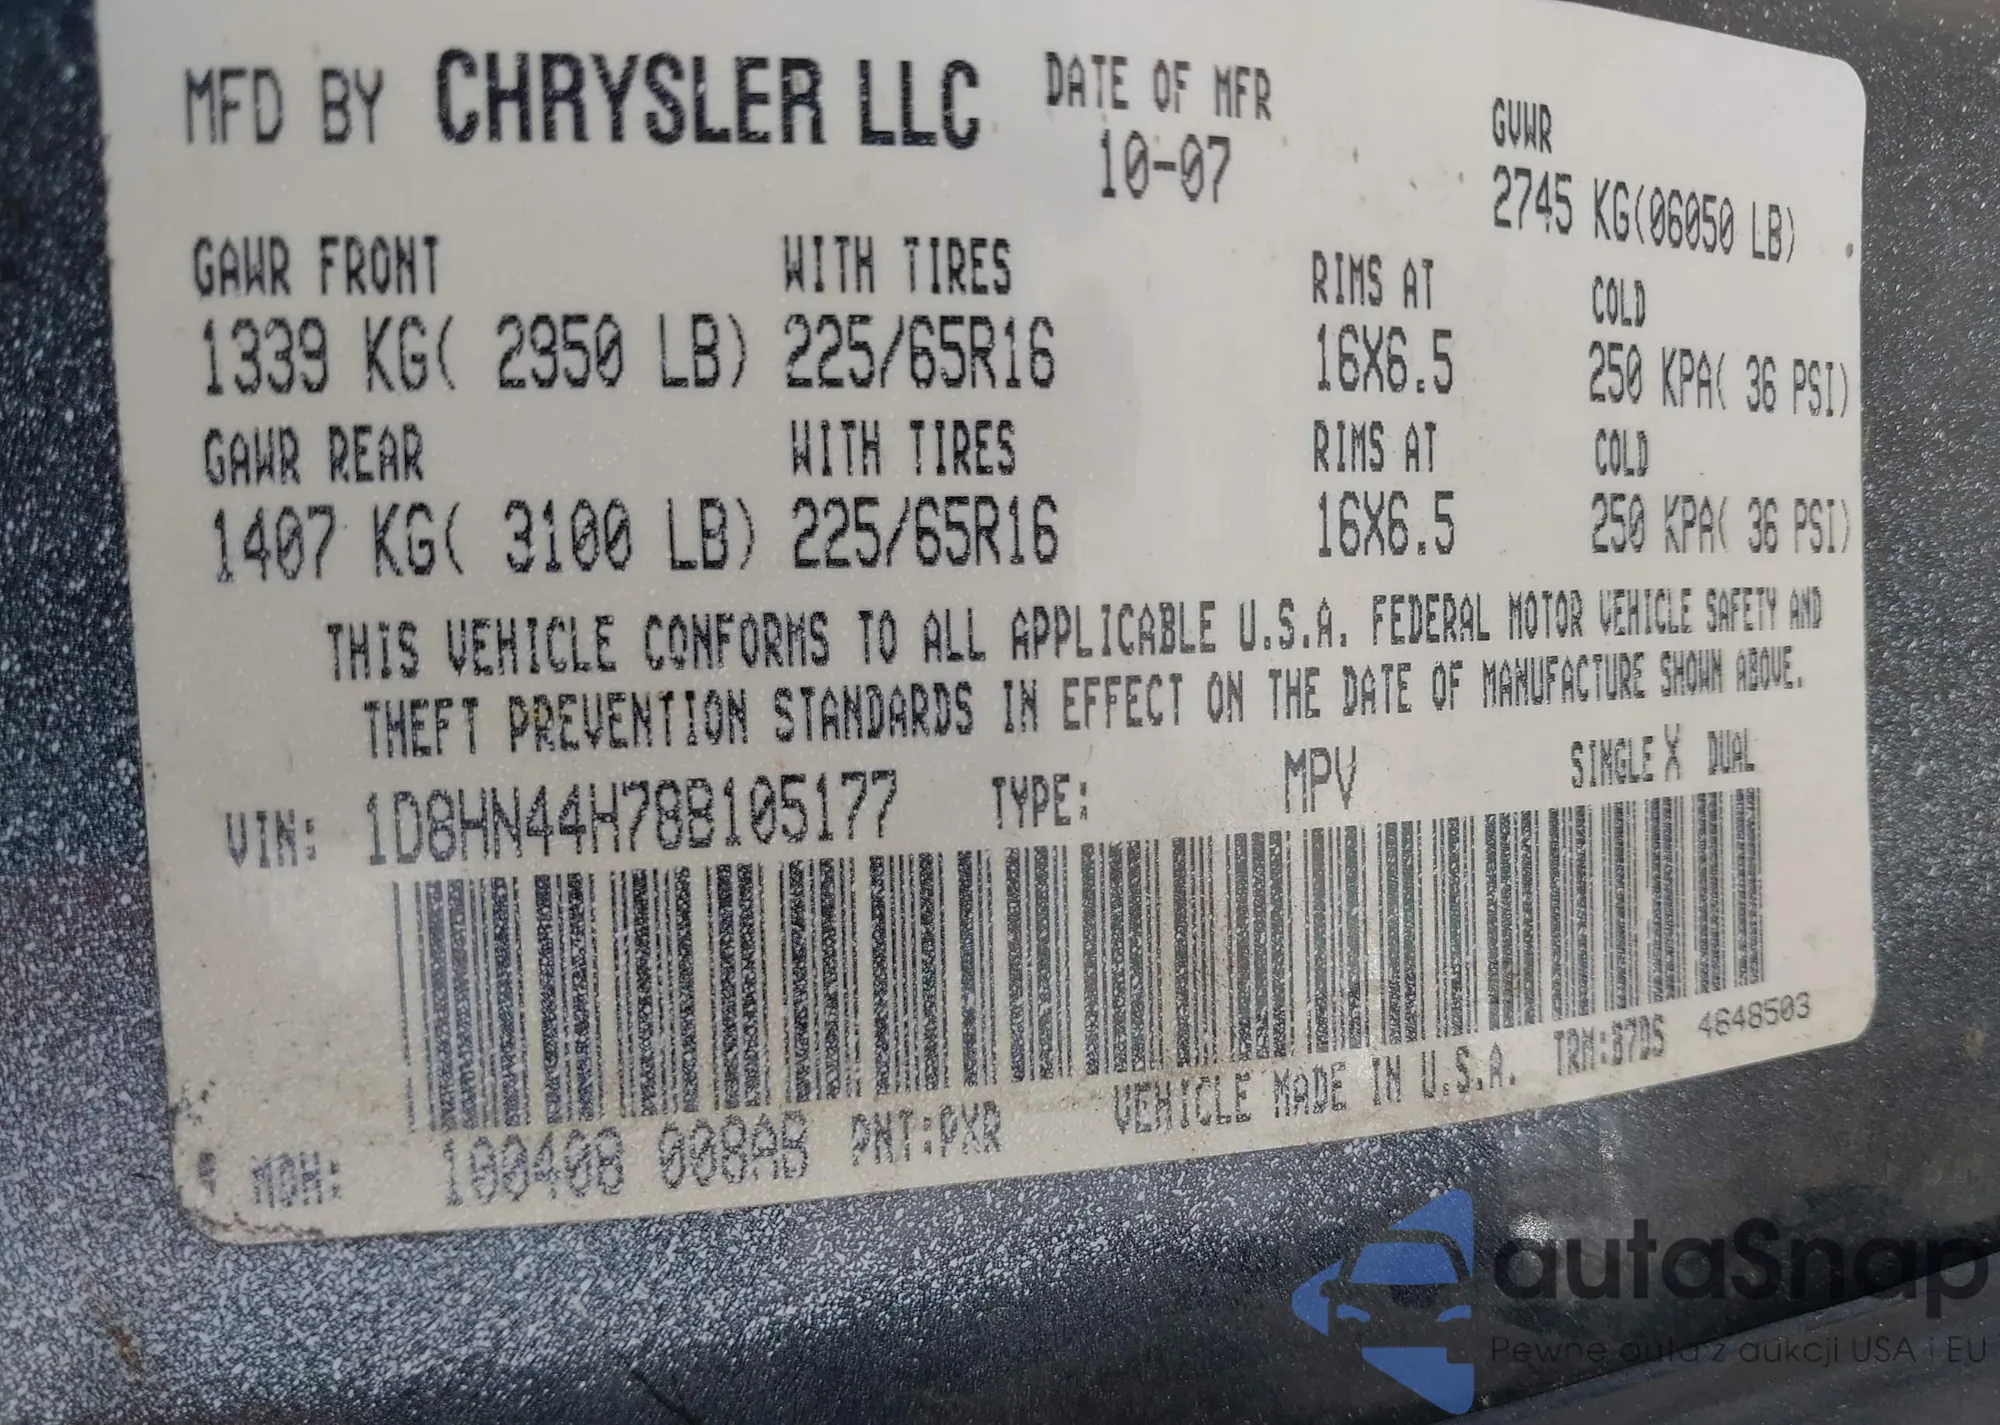 MFD BY CHRYSLER LLC DATE OF MFR GVWR
10-07 2745 KG(06050 LB)
GAWR FRONT WITH TIRES RIMS AT COLD
1339 KG( 2950 LB) 225/65R16 16X6.5 250 KPA( 36 PSI)
GAWR REAR WITH TIRES RIMS AT COLD
1407 KG( 3100 LB) 225/65R16 16X6.5 250 KPA( 36 PSI)
THIS VEHICLE CONFORMS TO ALL APPLICABLE U.S.A. FEDERAL MOTOR VEHICLE SAFETY AND
THEFT PREVENTION STANDARDS IN EFFECT ON THE DATE OF MANUFACTURE SHOWN ABOVE.
VIN: 1D8HN44H78B105177 TYPE: MPV SINGLE X DUAL
MDH: 100408 008AB PNT:PXR VEHICLE MADE IN U.S.A. TRM:B7D5 4648503
autaSnap
Pewne auta z aukcji USA i EU